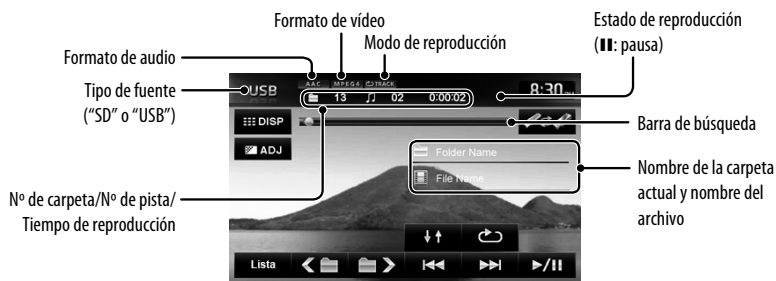 Formato de vídeo
Estado de reproducción
(⏸: pausa)
Modo de reproducción
Formato de audio
Tipo de fuente
(“SD” o “USB”)
AAC MPEG4 TRACK
USB
13 02 0:00:02
8:30
DISP
Barra de búsqueda
ADJ
Folder Name
File Name
Nombre de la carpeta
actual y nombre del
archivo
Nº de carpeta/Nº de pista/
Tiempo de reproducción
Lista